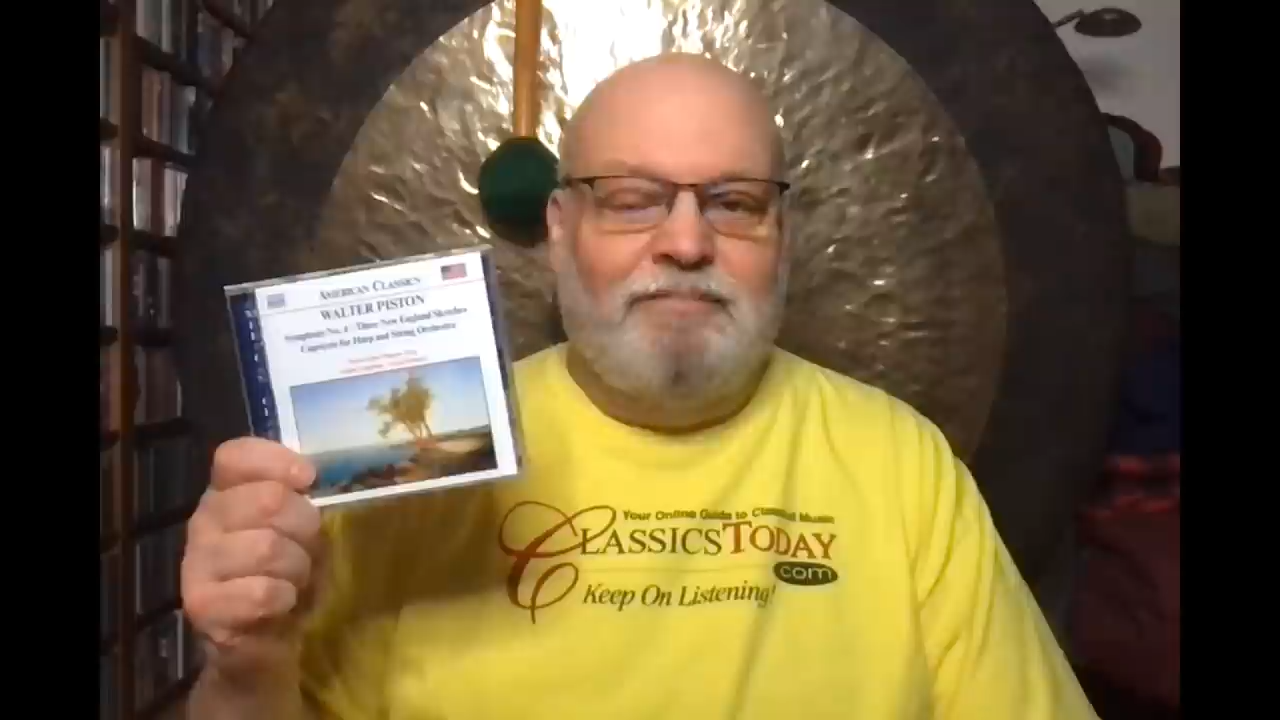 AMERICAN CLASSICS
WALTER PISTON
Symphony No. 4 · Three New England Sketches
Capriccio for Harp and String Orchestra
Your Online Guide to Classical Music
CLASSICSTODAY
com
Keep On Listening!